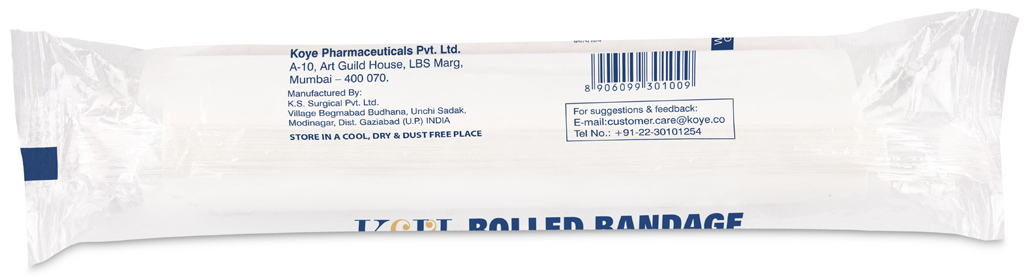 Koye Pharmaceuticals Pvt. Ltd.
A-10, Art Guild House, LBS Marg,
Mumbai – 400 070.
Manufactured By:
K.S. Surgical Pvt. Ltd.
Village Begmabad Budhana, Unchi Sadak,
Modinagar, Dist. Gaziabad (U.P.) INDIA
STORE IN A COOL, DRY & DUST FREE PLACE
8 906099 301009
For suggestions & feedback:
E-mail:customer.care@koye.co
Tel No.: +91-22-30101254
ROLLED BANDAGE